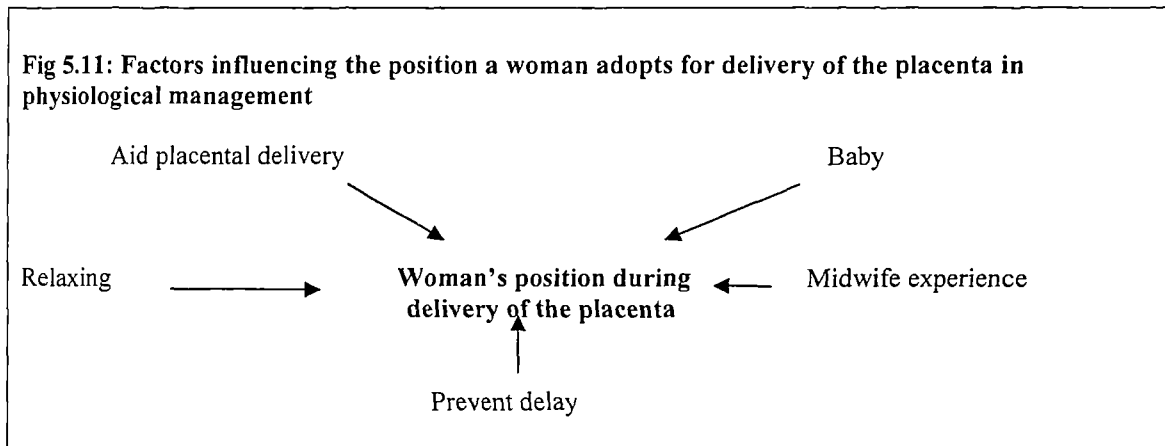 Fig 5.11: Factors influencing the position a woman adopts for delivery of the placenta in
physiological management
Aid placental delivery
Baby
Relaxing
Woman's position during
delivery of the placenta
Midwife experience
Prevent delay